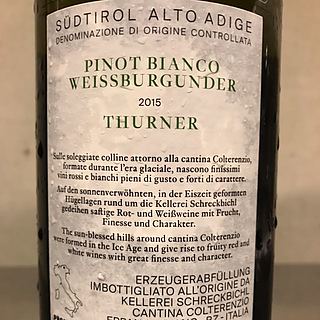 SÜDTIROL ALTO ADIGE
DENOMINAZIONE DI ORIGINE CONTROLLATA
PINOT BIANCO
WEISSBURGUNDER
2015
THURNER
Sulle soleggiate colline attorno alla cantina Colterenzio,
formate durante l'era glaciale, nascono finissimi
vini rossi e bianchi pieni di gusto e forti di carattere.
Auf den sonnenverwöhnten, in der Eiszeit geformten
Hügellagen rund um die Kellerei Schreckbichl
gedeihen saftige Rot- und Weißweine mit Frucht,
Finesse und Charakter.
The sun-blessed hills around cantina Colterenzio
were formed in the Ice Age and give rise to fruity red and
white wines with great finesse and character.
ERZEUGERABFÜLLUNG
IMBOTTIGLIATO ALL'ORIGINE DA
KELLEREI SCHRECKBICHL
CANTINA COLTERENZIO
BZ - ITALIA